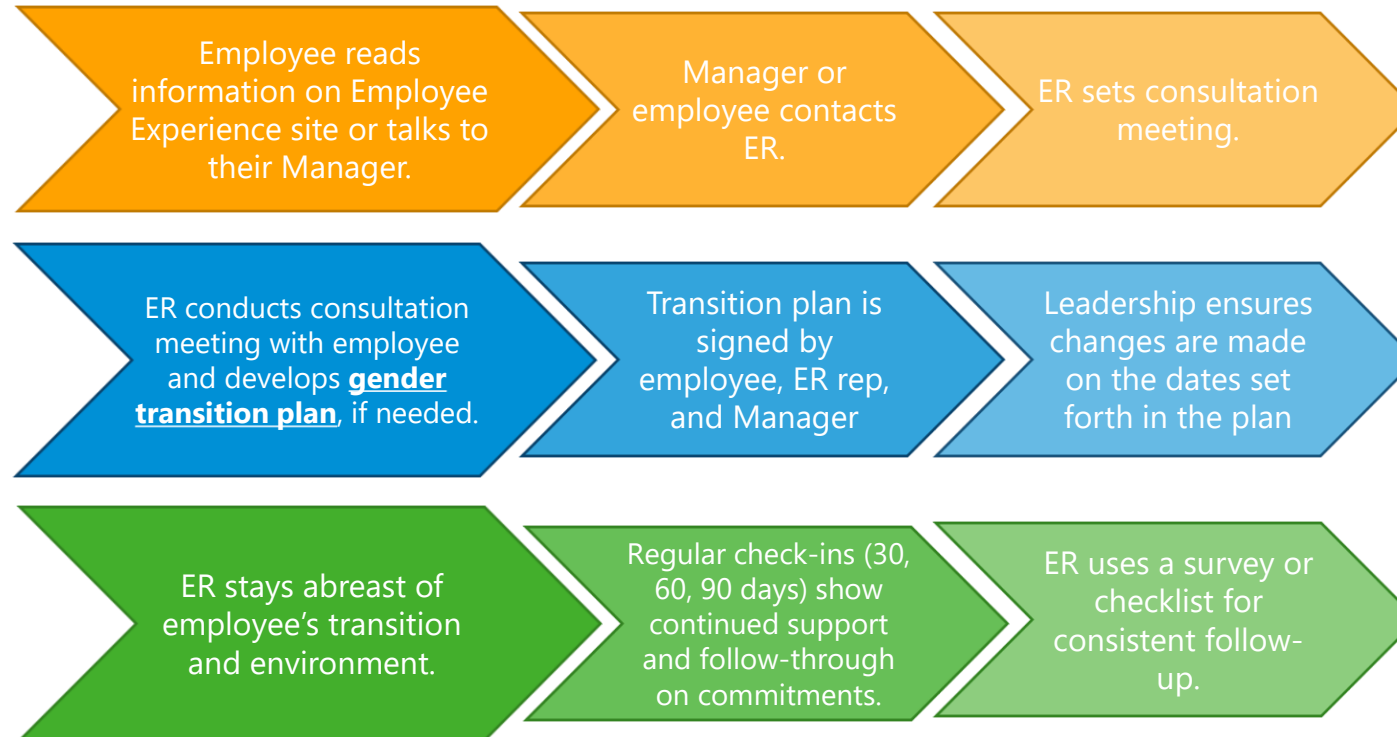 Employee reads
information on Employee
Experience site or talks to
their Manager.
Manager or
employee contacts
ER.
ER sets consultation
meeting.
ER conducts consultation
meeting with employee
and develops gender
transition plan, if needed.
Transition plan is
signed by
employee, ER rep,
and Manager
Leadership ensures
changes are made
on the dates set
forth in the plan
ER stays abreast of
employee’s transition
and environment.
Regular check-ins (30,
60, 90 days) show
continued support
and follow-through
on commitments.
ER uses a survey or
checklist for
consistent follow-
up.